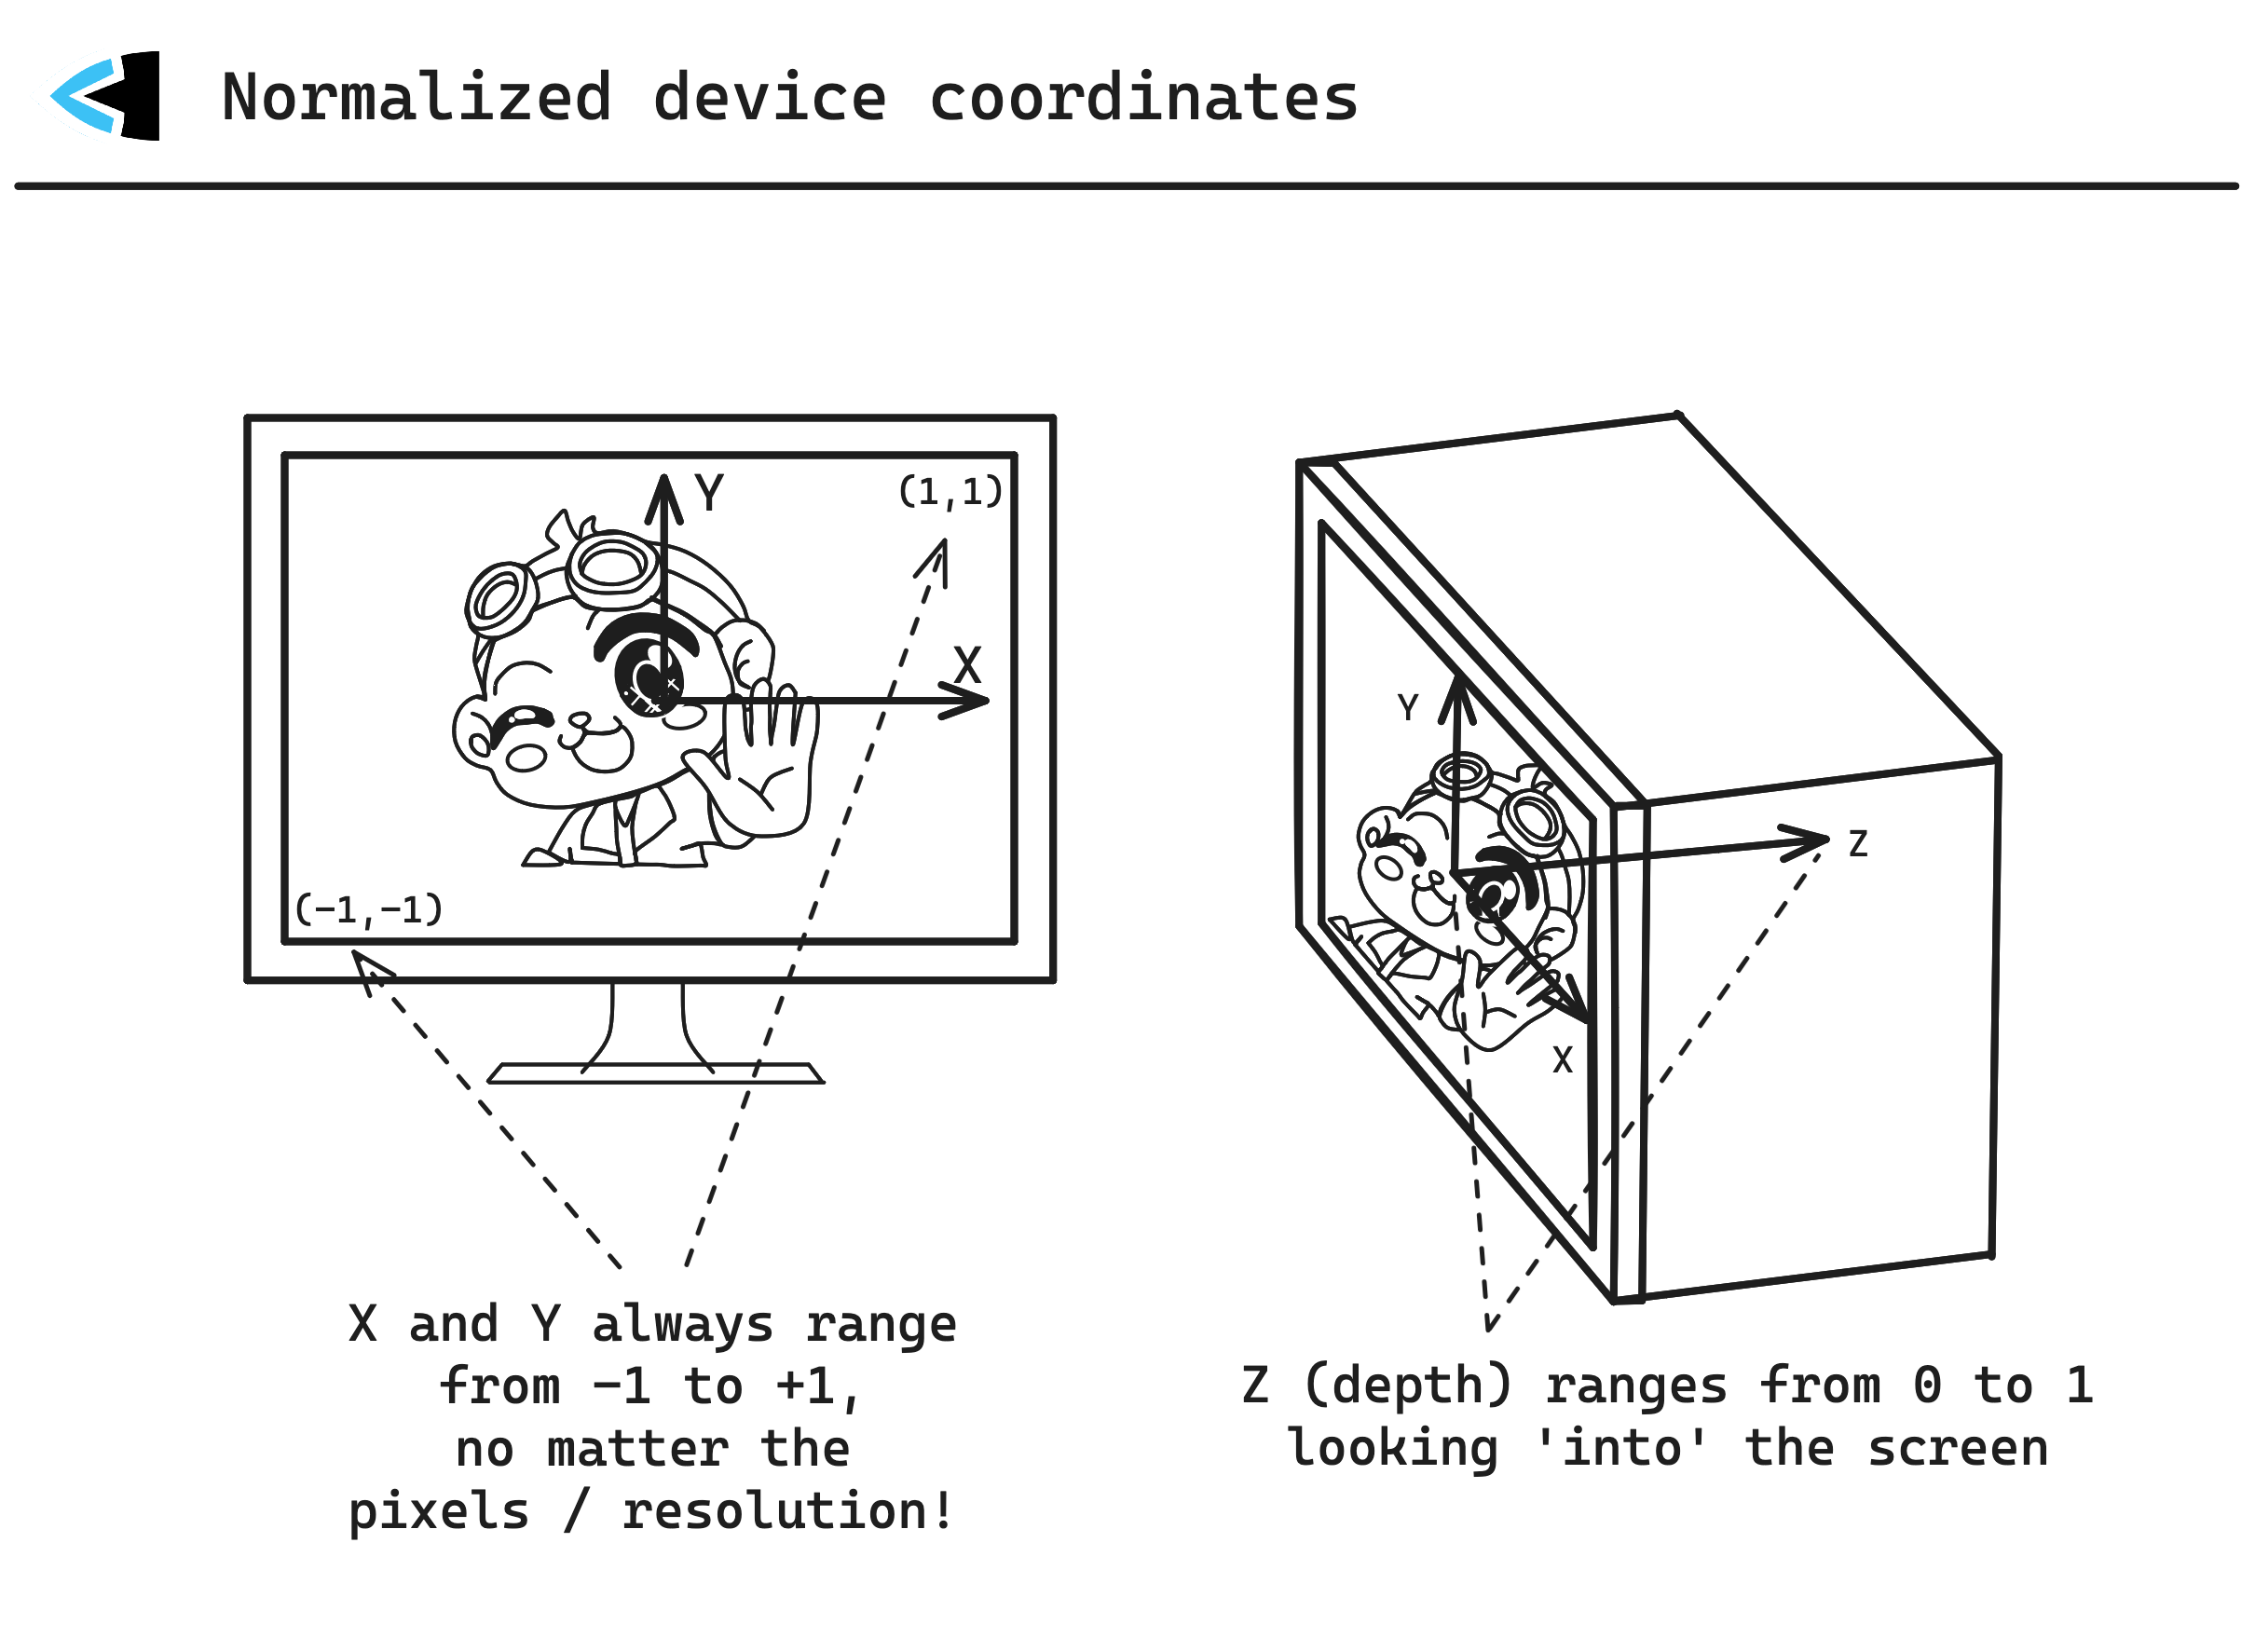 Normalized device coordinates
Y
(1,1)
X
(−1,−1)
X and Y always range
from −1 to +1,
no matter the
pixels / resolution!
Y
Z
X
Z (depth) ranges from 0 to 1
looking 'into' the screen